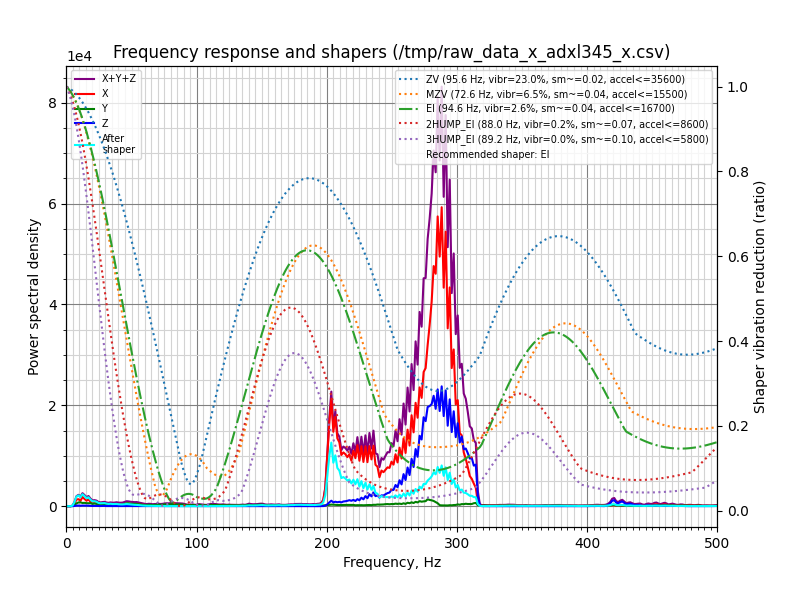 Frequency response and shapers (/tmp/raw_data_x_adxl345_x.csv)
1e4
X+Y+Z
X
Y
Z
After
shaper
ZV (95.6 Hz, vibr=23.0%, sm~=0.02, accel<=35600)
MZV (72.6 Hz, vibr=6.5%, sm~=0.04, accel<=15500)
EI (94.6 Hz, vibr=2.6%, sm~=0.04, accel<=16700)
2HUMP_EI (88.0 Hz, vibr=0.2%, sm~=0.07, accel<=8600)
3HUMP_EI (89.2 Hz, vibr=0.0%, sm~=0.10, accel<=5800)
Recommended shaper: EI
Power spectral density
8
6
4
2
0
1.0
0.8
0.6
0.4
0.2
0.0
Shaper vibration reduction (ratio)
0 100 200 300 400 500
Frequency, Hz